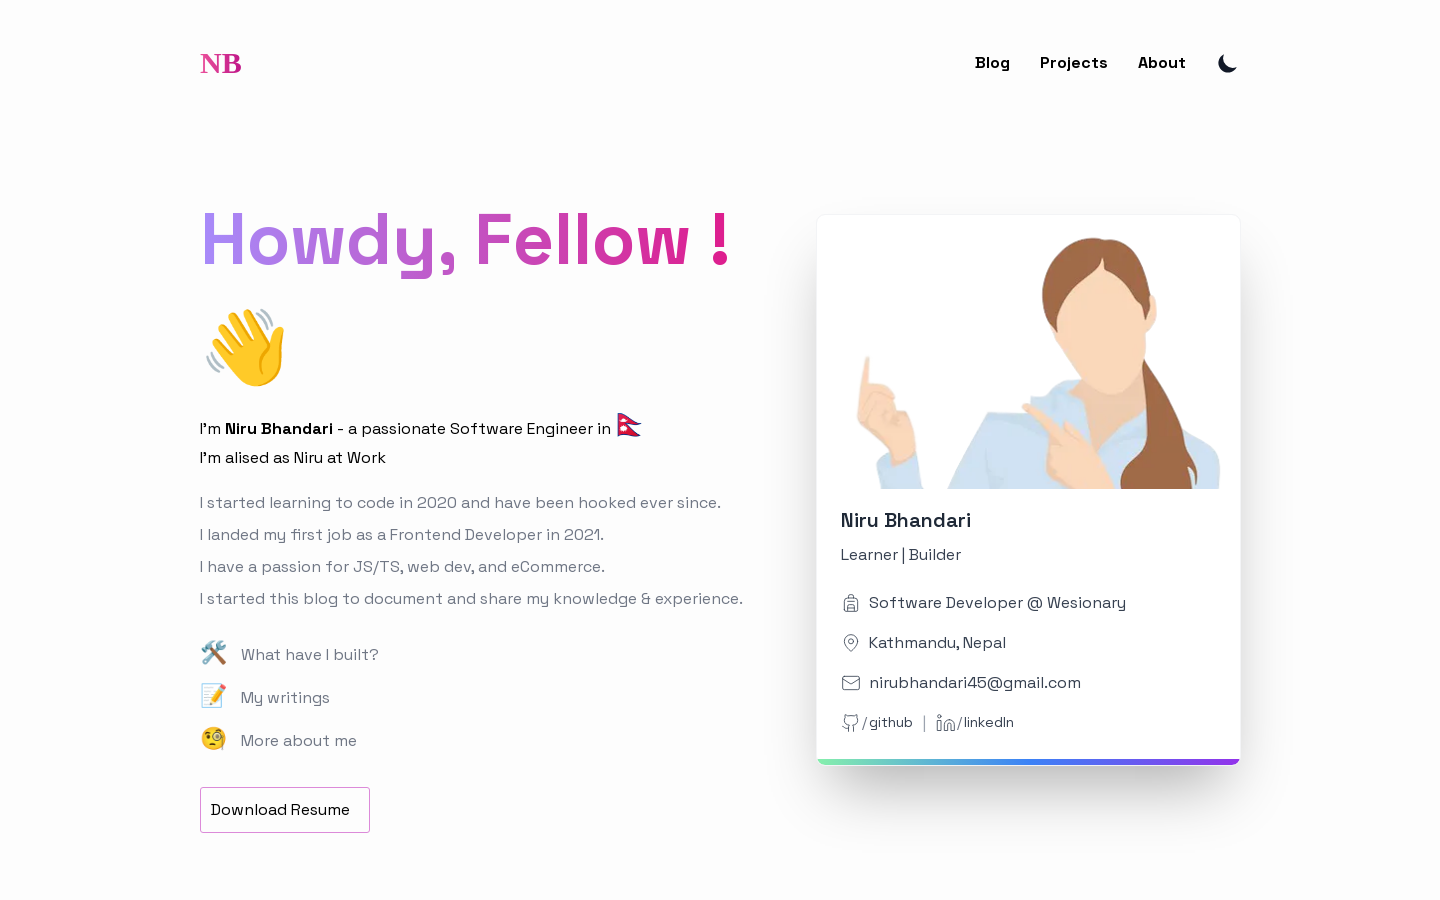 NB
Blog Projects About
Howdy, Fellow !
👋
I'm Niru Bhandari - a passionate Software Engineer in 🇳🇵
I'm alised as Niru at Work
I started learning to code in 2020 and have been hooked ever since.
I landed my first job as a Frontend Developer in 2021.
I have a passion for JS/TS, web dev, and eCommerce.
I started this blog to document and share my knowledge & experience.
🛠️ What have I built?
📝 My writings
🧐 More about me
Download Resume
Niru Bhandari
Learner | Builder
Software Developer @ Wesionary
Kathmandu, Nepal
nirubhandari45@gmail.com
/github | /linkedIn